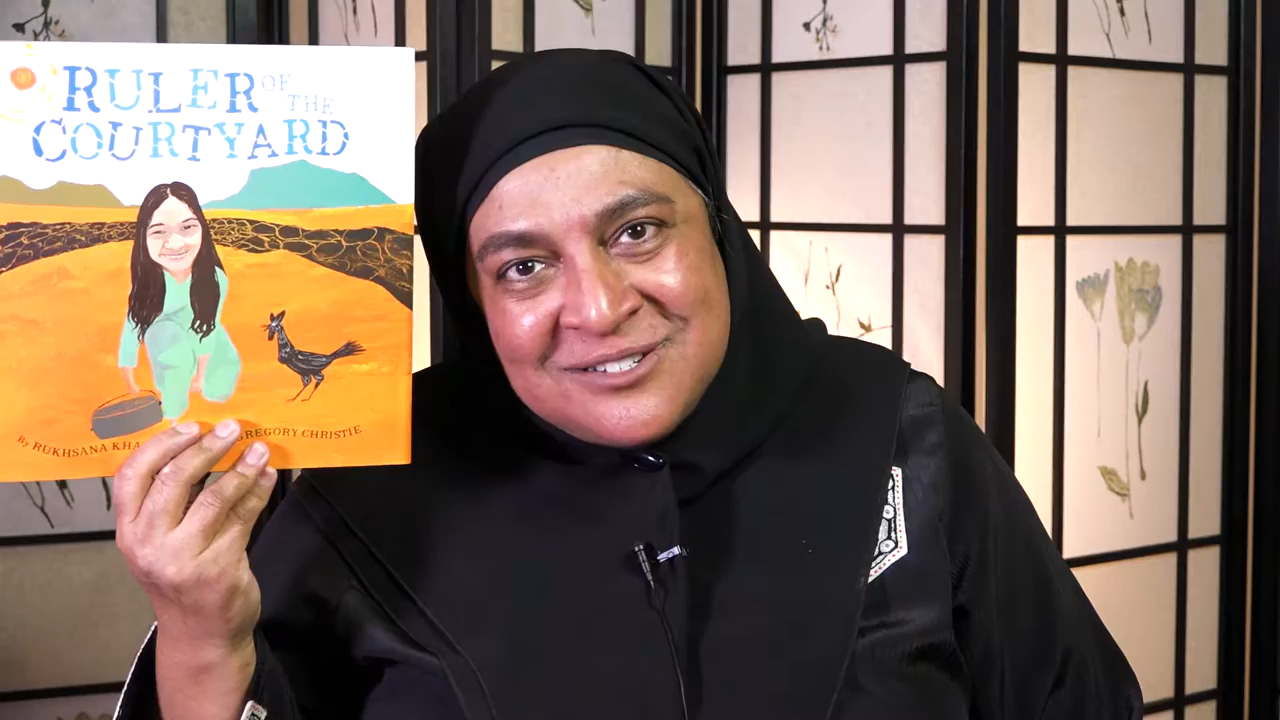 RULER OF THE
COURTYARD
By RUKHSANA KHA
GREGORY CHRISTIE